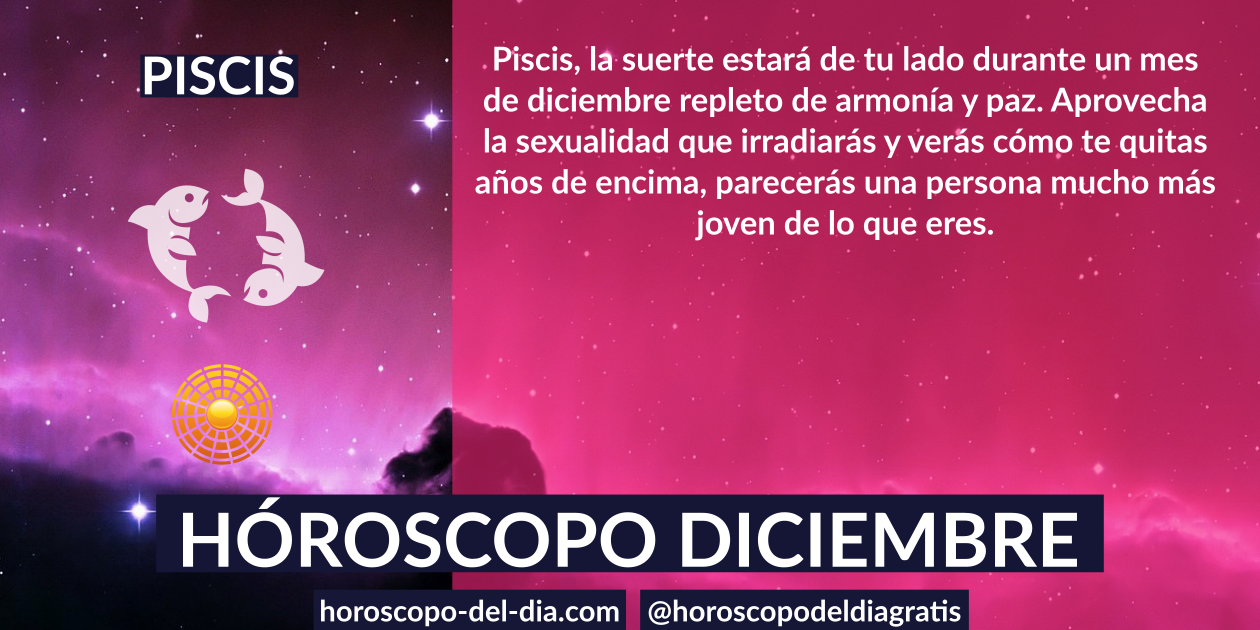 PISCIS
Piscis, la suerte estará de tu lado durante un mes
de diciembre repleto de armonía y paz. Aprovecha
la sexualidad que irradiarás y verás cómo te quitas
años de encima, parecerás una persona mucho más
joven de lo que eres.
HÓROSCOPO DICIEMBRE
horoscopo-del-dia.com
@horoscopodeldiagratis